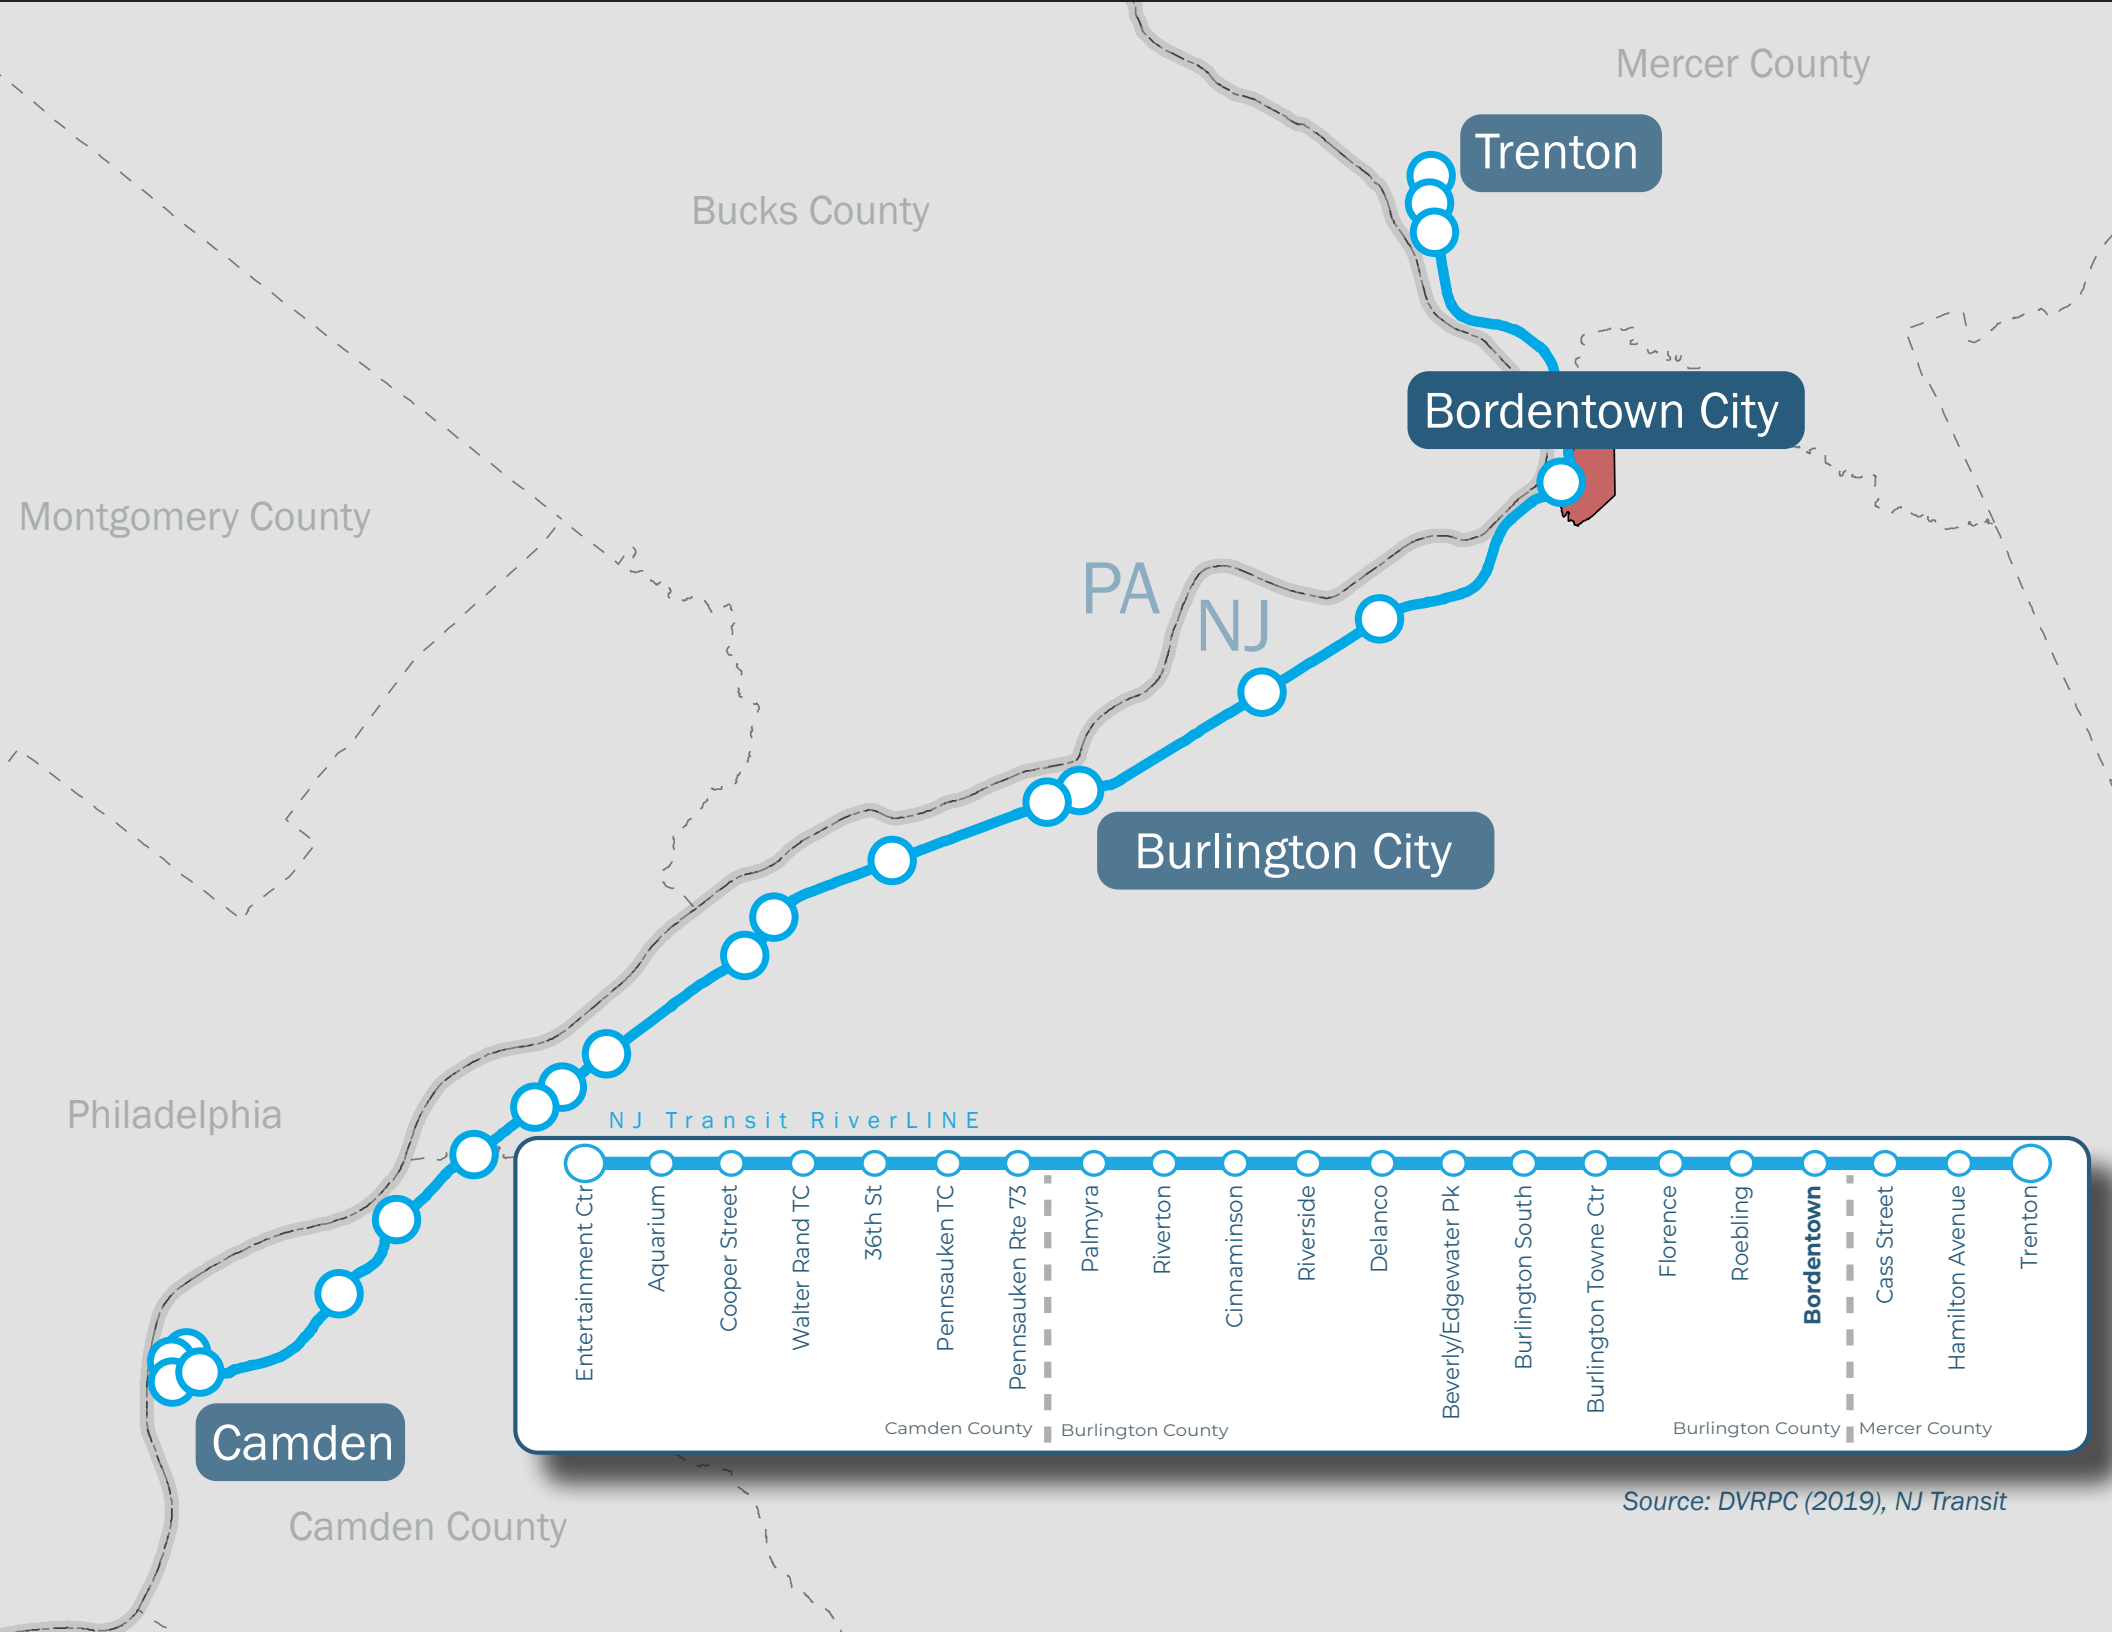 Mercer County
Trenton
Bucks County
Bordentown City
Montgomery County
PA
NJ
Burlington City
Philadelphia
NJ Transit RiverLINE
Entertainment Ctr
Aquarium
Cooper Street
Walter Rand TC
36th St
Pennsauken TC
Pennsauken Rte 73
Palmyra
Riverton
Cinnaminson
Riverside
Delanco
Beverly/Edgewater Pk
Burlington South
Burlington Towne Ctr
Florence
Roebling
Bordentown
Cass Street
Hamilton Avenue
Trenton
Camden County
Burlington County
Burlington County
Mercer County
Camden
Source: DVRPC (2019), NJ Transit
Camden County